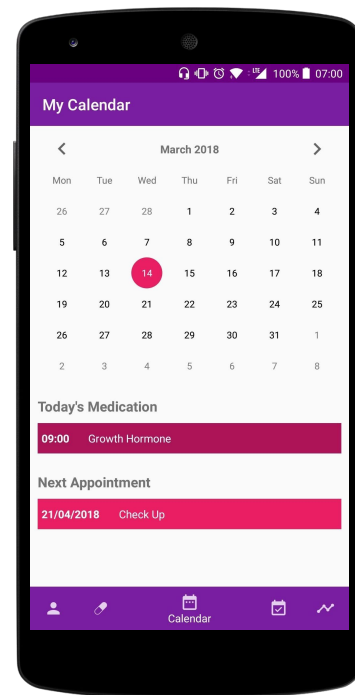 LTE 100% 07:00
My Calendar
March 2018
Mon Tue Wed Thu Fri Sat Sun
26 27 28 1 2 3 4
5 6 7 8 9 10 11
12 13 14 15 16 17 18
19 20 21 22 23 24 25
26 27 28 29 30 31 1
2 3 4 5 6 7 8
Today's Medication
09:00 Growth Hormone
Next Appointment
21/04/2018 Check Up
Calendar